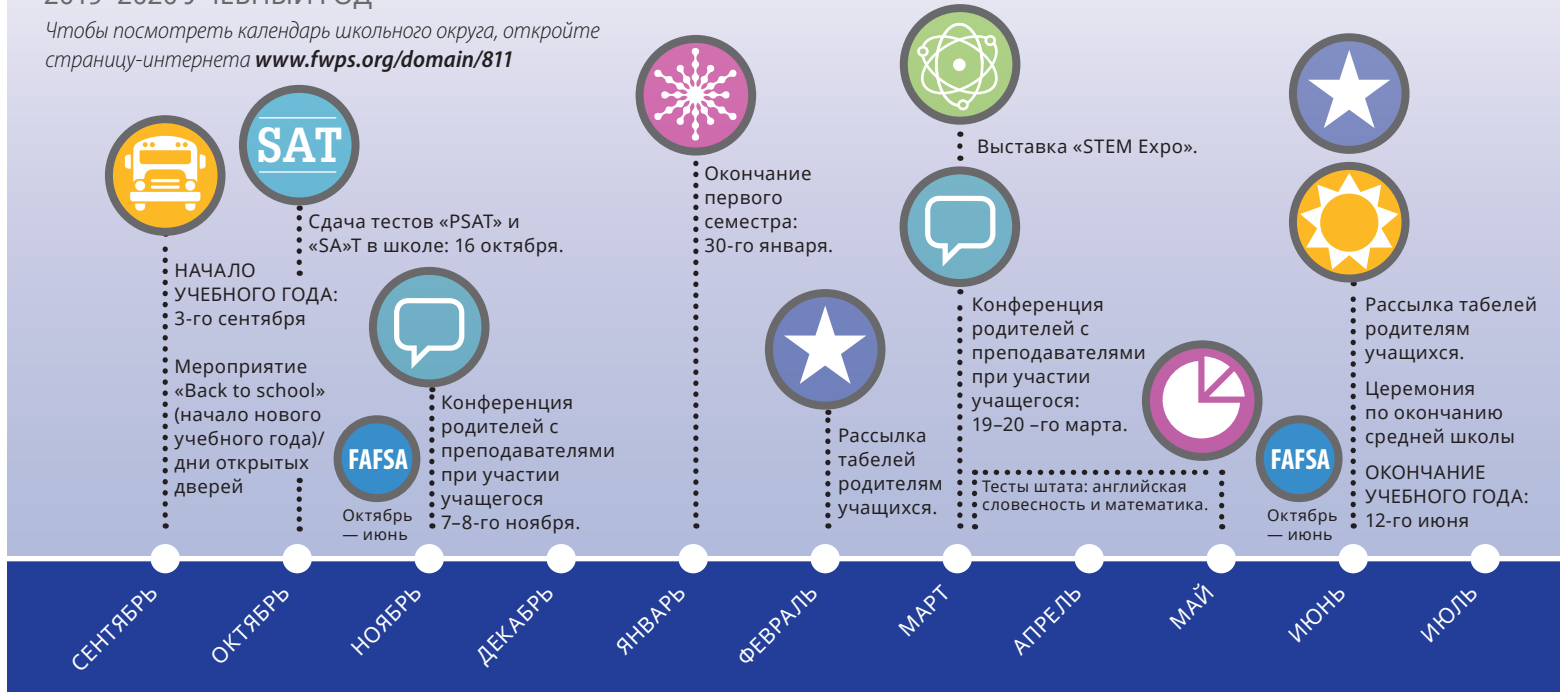 2019–2020 УЧЕБНЫЙ ГОД
Чтобы посмотреть календарь школьного округа, откройте
страницу-интернета www.fwps.org/domain/811
SAT
Сдача тестов «PSAT» и
«SA»T в школе: 16 октября.
НАЧАЛО
УЧЕБНОГО ГОДА:
3-го сентября
Мероприятие
«Back to school»
(начало нового
учебного года)/
дни открытых
дверей
FAFSA
Октябрь
— июнь
Конференция
родителей с
преподавателями
при участии
учащегося
7–8-го ноября.
Окончание
первого
семестра:
30-го января.
Рассылка
табелей
родителям
учащихся.
Выставка «STEM Expo».
Конференция
родителей с
преподавателями
при участии
учащегося:
19–20 –го марта.
Тесты штата: английская
словесность и математика.
FAFSA
Октябрь
— июнь
Рассылка табелей
родителям
учащихся.
Церемония
по окончанию
средней школы
ОКОНЧАНИЕ
УЧЕБНОГО ГОДА:
12-го июня
СЕНТЯБРЬ
ОКТЯБРЬ
НОЯБРЬ
ДЕКАБРЬ
ЯНВАРЬ
ФЕВРАЛЬ
МАРТ
АПРЕЛЬ
МАЙ
ИЮНЬ
ИЮЛЬ